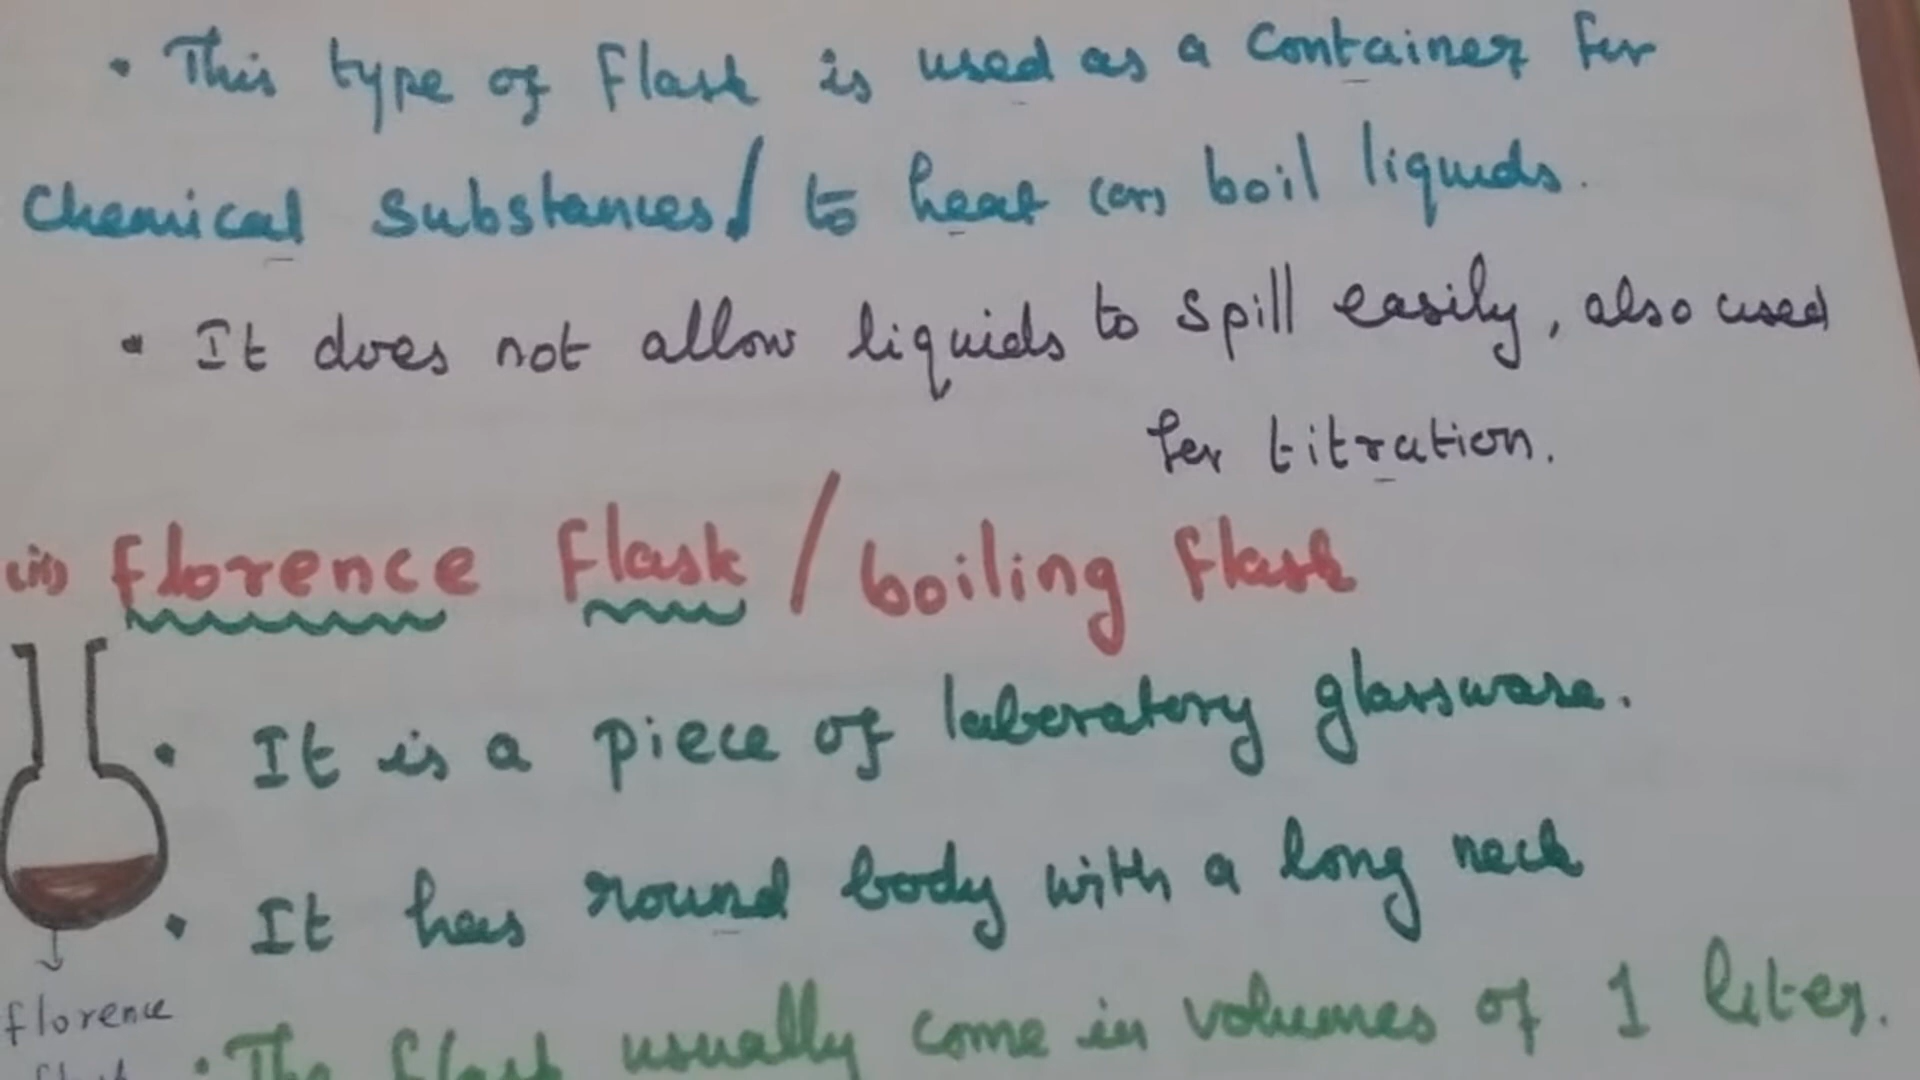 • This type of flask is used as a container for
chemical substances / to heat (or) boil liquids.
• It does not allow liquids to spill easily, also used
for titration.
florence flask / boiling flask
• It is a piece of laboratory glassware.
• It has round body with a long neck
florence
• The flask usually come in volumes of 1 liter.